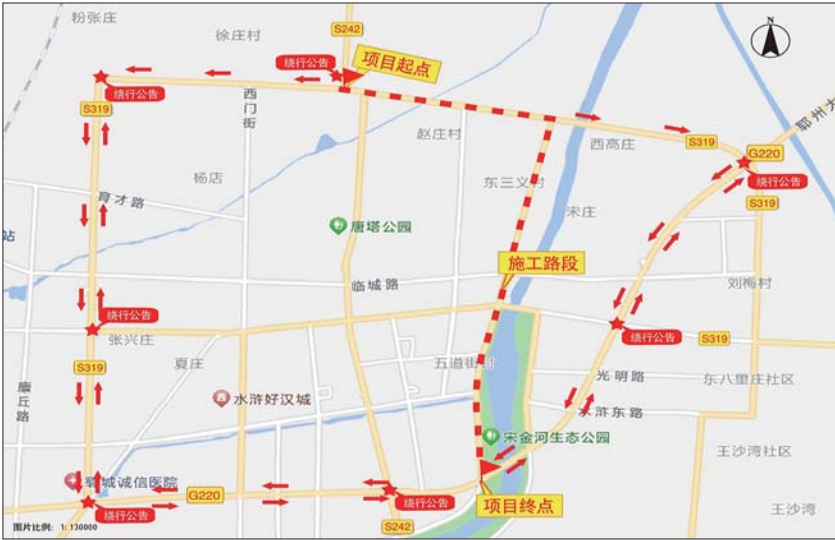 粉张庄
徐庄村
S242
N
项目起点
绕行公告
绕行公告
S319
西门街
赵庄村
西高庄
S319
郓州大
G220
绕行公告
S319
杨店
育才路
东三义村
宋庄
唐塔公园
站
施工路段
临城路
刘梅村
绕行公告
张兴庄
绕行公告
S319
S319
夏庄
五道街村
光明路
东八里庄社区
廪丘路
水浒好汉城
水浒东路
宋金河生态公园
王沙湾社区
郓城诚信医院
G220
绕行公告
绕行公告
S242
项目终点
王沙湾
图片比例: 1:130000